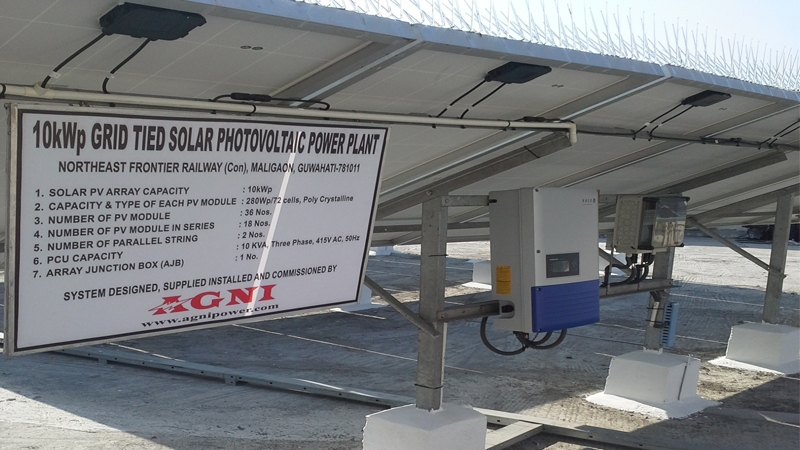 10kWp GRID TIED SOLAR PHOTOVOLTAIC POWER PLANT
NORTHEAST FRONTIER RAILWAY (Con), MALIGAON, GUWAHATI-781011
1. SOLAR PV ARRAY CAPACITY : 10kWp
2. CAPACITY & TYPE OF EACH PV MODULE : 280Wp/72 cells, Poly Crystalline
3. NUMBER OF PV MODULE : 36 Nos.
4. NUMBER OF PV MODULE IN SERIES : 18 Nos.
5. NUMBER OF PARALLEL STRING : 2 Nos.
6. PCU CAPACITY : 10 KVA, Three Phase, 415V AC, 50Hz
7. ARRAY JUNCTION BOX (AJB) : 1 No.
SYSTEM DESIGNED, SUPPLIED INSTALLED AND COMMISSIONED BY
AGNI
www.agnipower.com